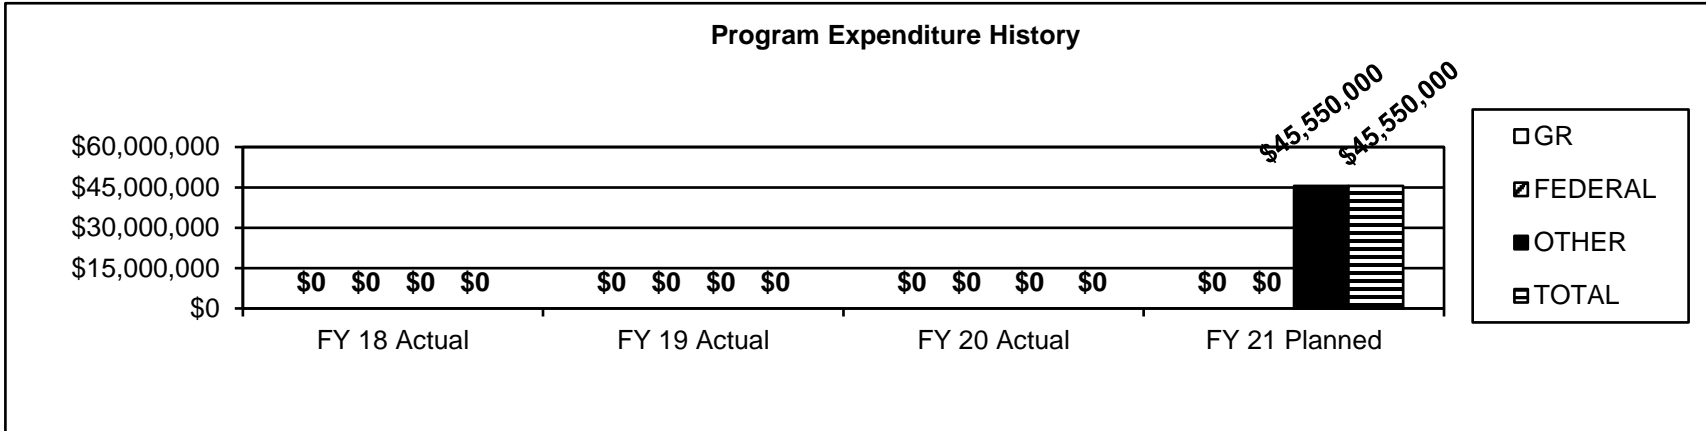 Program Expenditure History
$45,550,000 $45,550,000
$60,000,000
$45,000,000
$30,000,000
$15,000,000
$0
$0 $0 $0 $0
$0 $0 $0 $0
$0 $0 $0 $0
$0 $0
FY 18 Actual
FY 19 Actual
FY 20 Actual
FY 21 Planned
GR
FEDERAL
OTHER
TOTAL